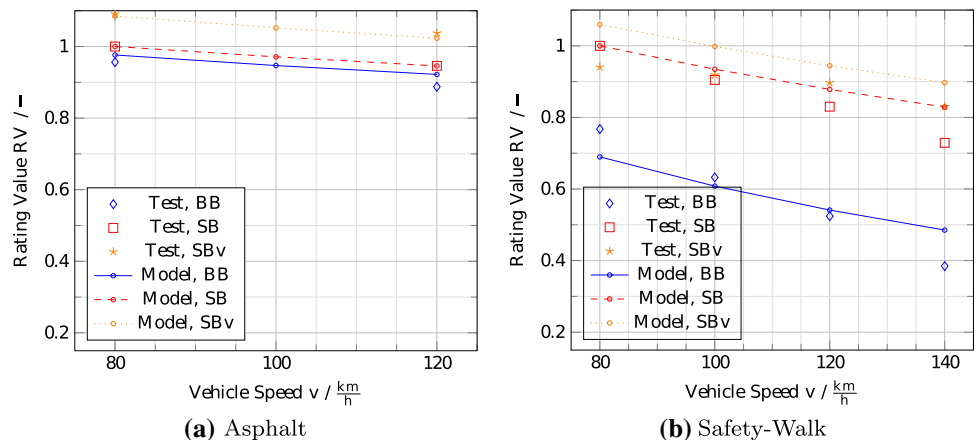 Rating Value RV / –
1
0.8
0.6
0.4
0.2
Test, BB
Test, SB
Test, SBv
Model, BB
Model, SB
Model, SBv
80 100 120
Vehicle Speed v / km/h
(a) Asphalt
Rating Value RV / –
1
0.8
0.6
0.4
0.2
Test, BB
Test, SB
Test, SBv
Model, BB
Model, SB
Model, SBv
80 100 120 140
Vehicle Speed v / km/h
(b) Safety-Walk